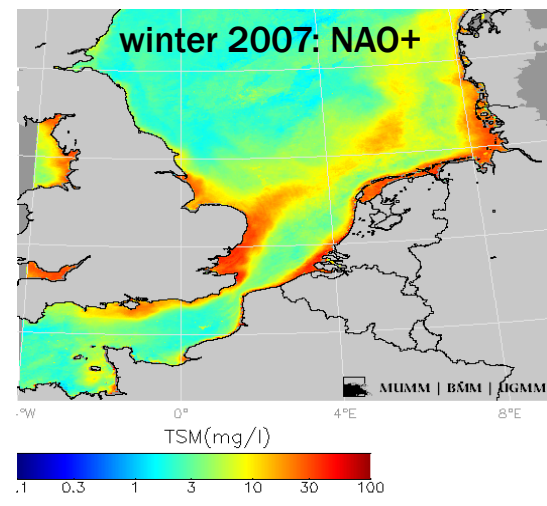 winter 2007: NAO+
MUMM | BMM | UGMM
°W 0° 4°E 8°E
TSM(mg/l)
.1 0.3 1 3 10 30 100